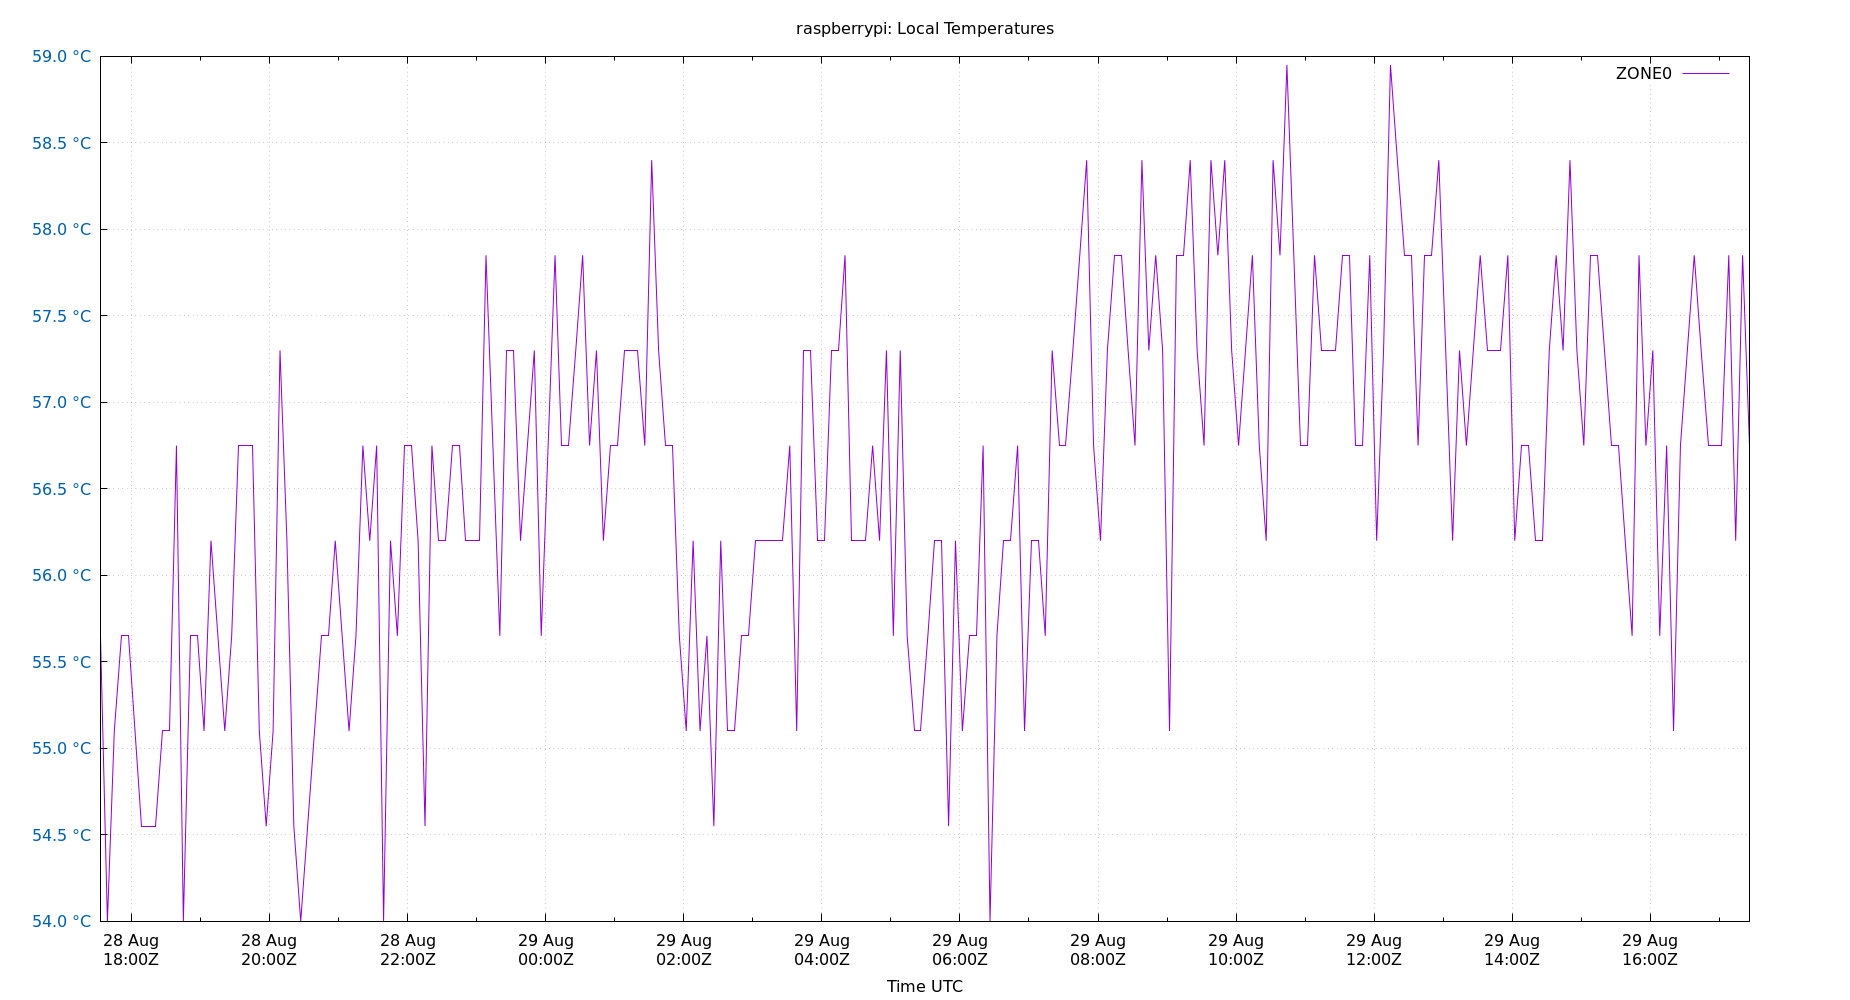 raspberrypi: Local Temperatures
59.0 °C
ZONE0
58.5 °C
58.0 °C
57.5 °C
57.0 °C
56.5 °C
56.0 °C
55.5 °C
55.0 °C
54.5 °C
54.0 °C
28 Aug 28 Aug 28 Aug 29 Aug 29 Aug 29 Aug 29 Aug 29 Aug 29 Aug 29 Aug 29 Aug 29 Aug
18:00Z 20:00Z 22:00Z 00:00Z 02:00Z 04:00Z 06:00Z 08:00Z 10:00Z 12:00Z 14:00Z 16:00Z
Time UTC